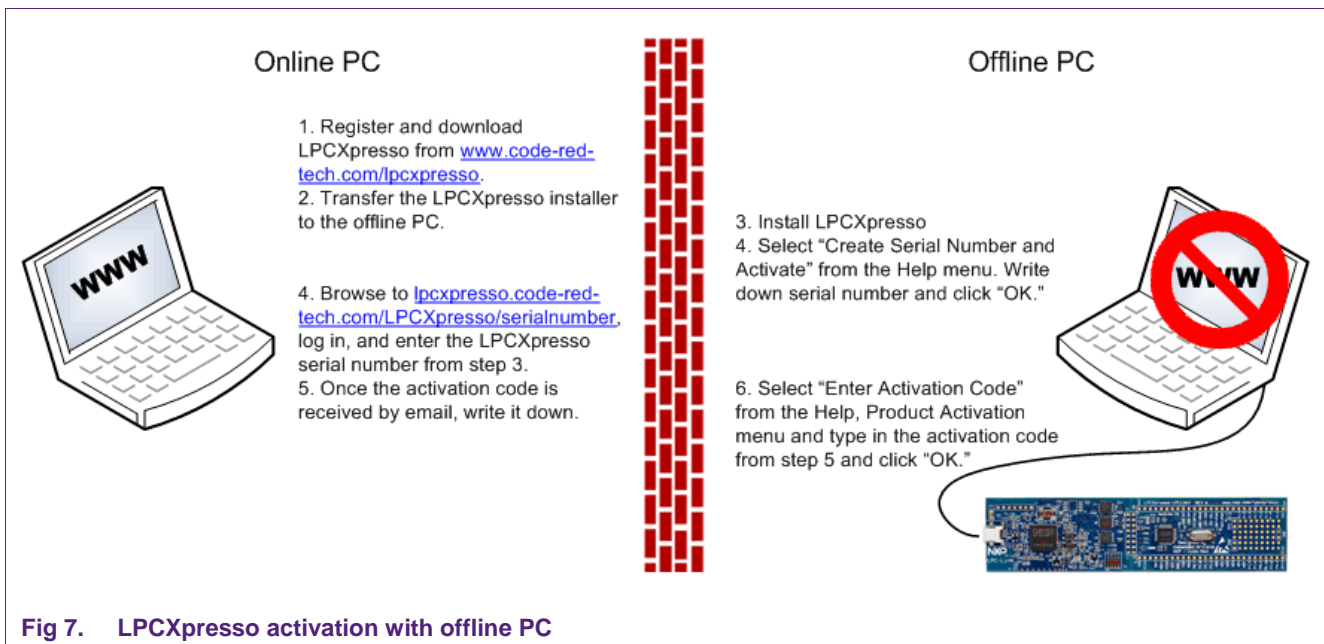 Online PC
1. Register and download
LPCXpresso from www.code-red-
tech.com/lpcxpresso.
2. Transfer the LPCXpresso installer
to the offline PC.
4. Browse to lpcxpresso.code-red-
tech.com/LPCXpresso/serialnumber,
log in, and enter the LPCXpresso
serial number from step 3.
5. Once the activation code is
received by email, write it down.
www
Offline PC
3. Install LPCXpresso
4. Select “Create Serial Number and
Activate” from the Help menu. Write
down serial number and click “OK.”
6. Select “Enter Activation Code”
from the Help, Product Activation
menu and type in the activation code
from step 5 and click “OK.”
www
NXP
Fig 7. LPCXpresso activation with offline PC